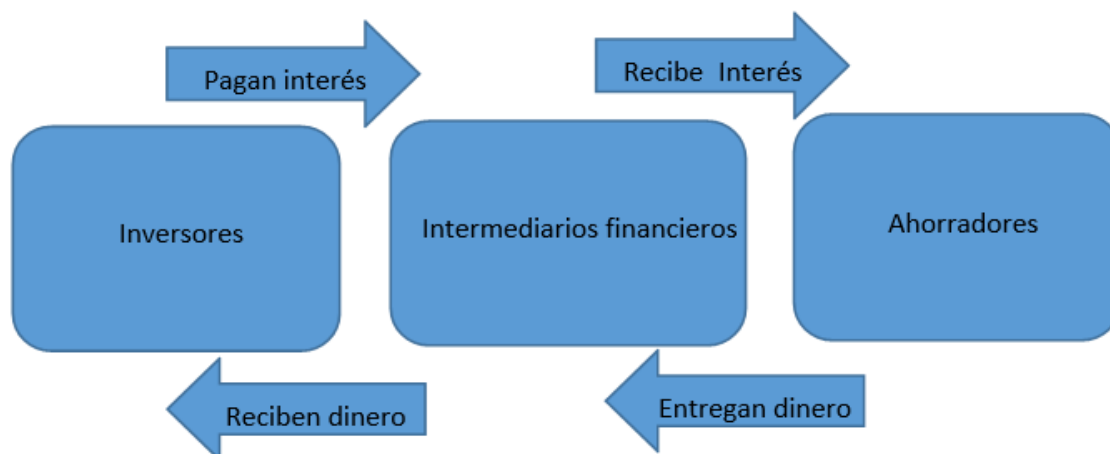 Pagan interés
Recibe  Interés
Inversores
Intermediarios financieros
Ahorradores
Reciben dinero
Entregan dinero